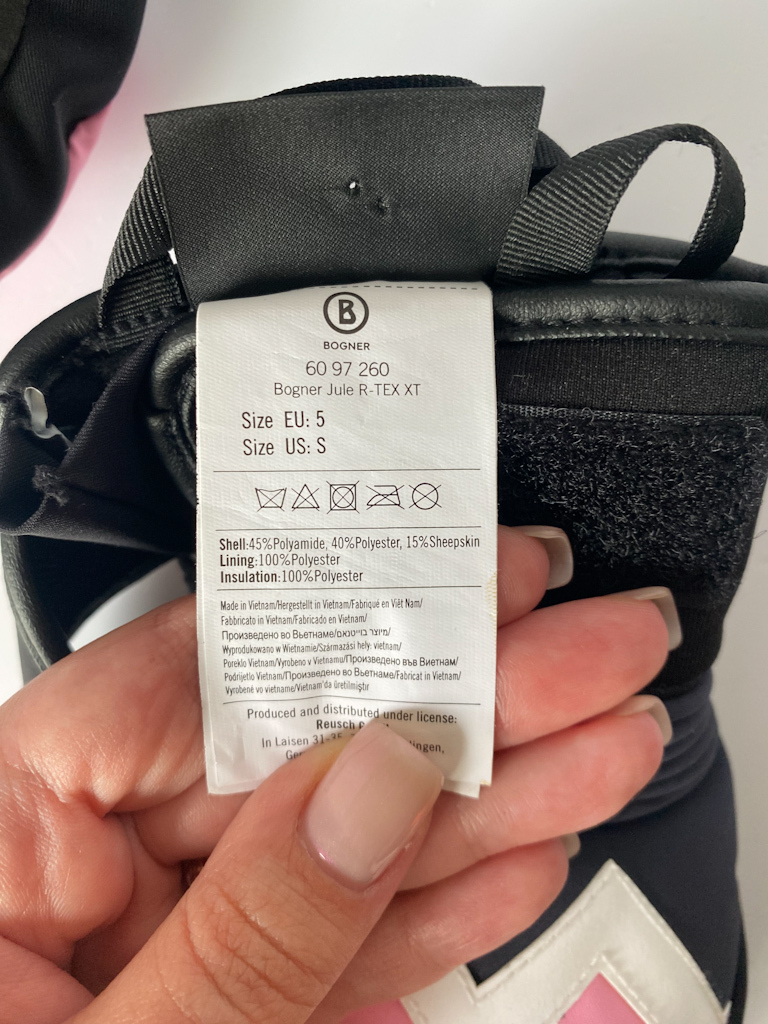 B
BOGNER
60 97 260
Bogner Jule R-TEX XT
Size EU: 5
Size US: S
Shell:45%Polyamide, 40%Polyester, 15%Sheepskin
Lining:100%Polyester
Insulation:100%Polyester
Made in Vietnam/Hergestellt in Vietnam/Fabriqué en Viêt Nam/
Fabbricato in Vietnam/Fabricado en Vietnam/
Произведено во Вьетнаме/מיוצר בוייטנאם/
Wyprodukowano w Wietnamie/Származási hely: vietnam/
Poreklo Vietnam/Vyrobeno v Vietnamu/Произведено във Виетнам/
Podrijetlo Vietnam/Произведено во Вьетнаме/Fabricat in Vietnam/
Vyrobené vo vietname/Vietnam'da üretilmiştir
Produced and distributed under license:
Reusch
In Laisen 31-35,